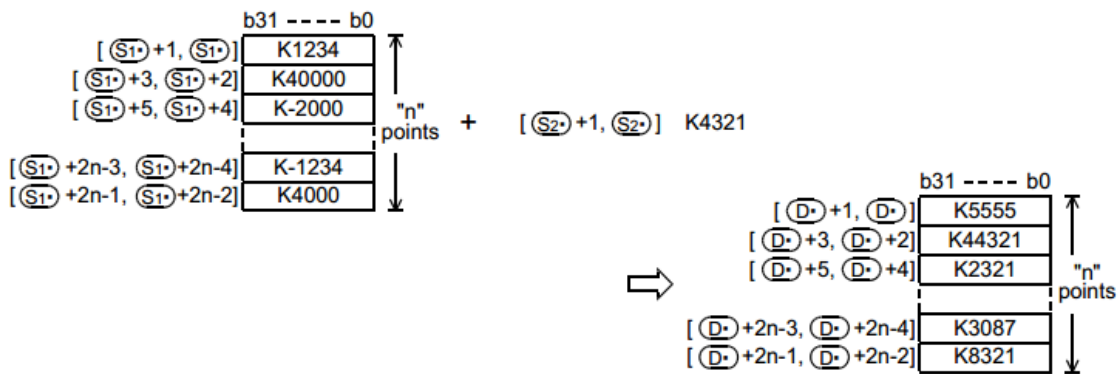 b31 ----- b0
[ S1• +1, S1• ] K1234
[ S1• +3, S1• +2] K40000
[ S1• +5, S1• +4] K-2000
"n" points
+ [ S2• +1, S2• ] K4321
[ S1• +2n-3, S1• +2n-4] K-1234
[ S1• +2n-1, S1• +2n-2] K4000
b31 ----- b0
[ D• +1, D• ] K5555
[ D• +3, D• +2] K44321
[ D• +5, D• +4] K2321
"n" points
[ D• +2n-3, D• +2n-4] K3087
[ D• +2n-1, D• +2n-2] K8321